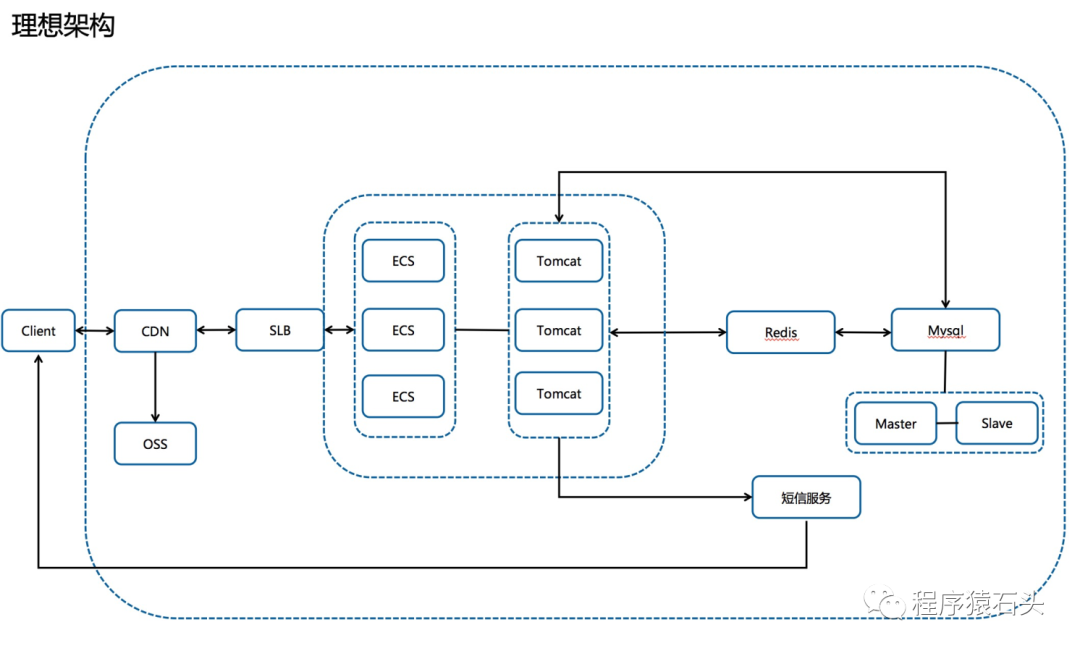 理想架构
ECS
Tomcat
Client
CDN
SLB
ECS
Tomcat
Redis
Mysql
ECS
Tomcat
OSS
Master
Slave
短信服务
程序猿石头